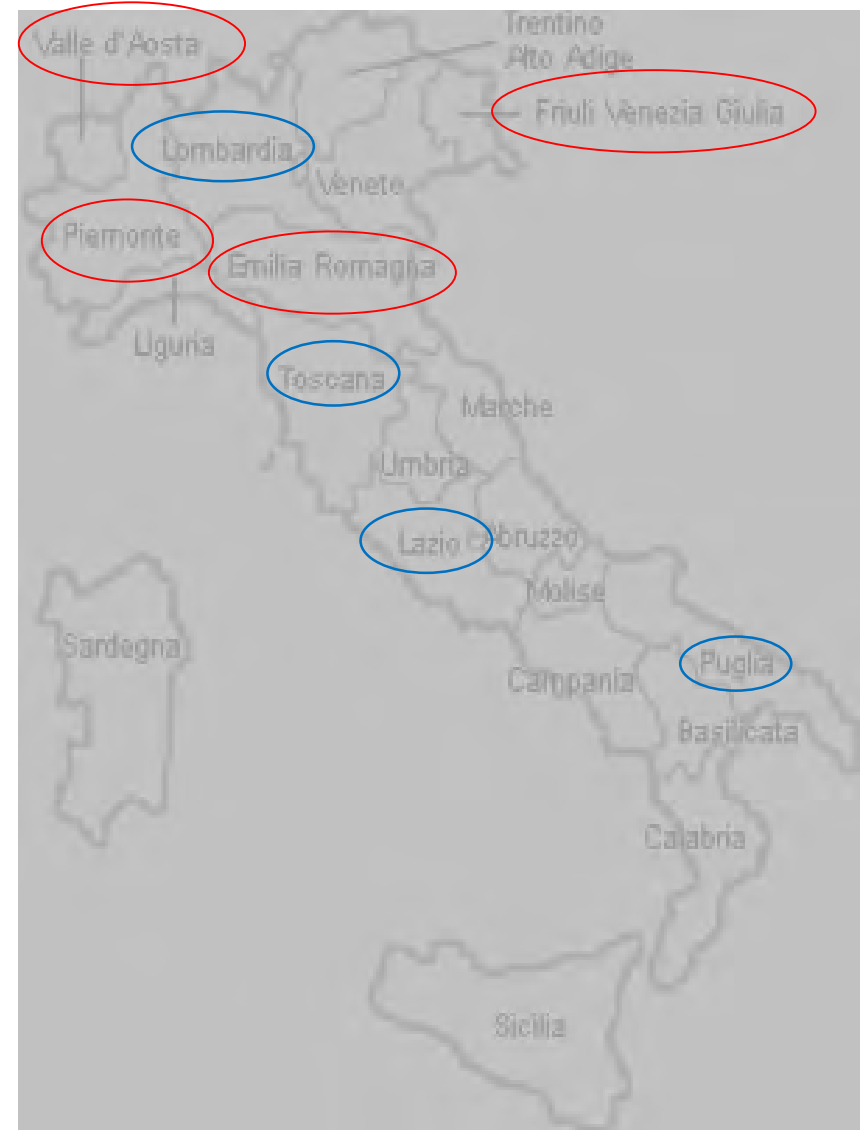 Valle d'Aosta
Trentino
Alto Adige
Friuli Venezia Giulia
Lombardia
Veneto
Piemonte
Emilia Romagna
Liguria
Toscana
Marche
Umbria
Lazio
Abruzzo
Molise
Sardegna
Puglia
Campania
Basilicata
Calabria
Sicilia